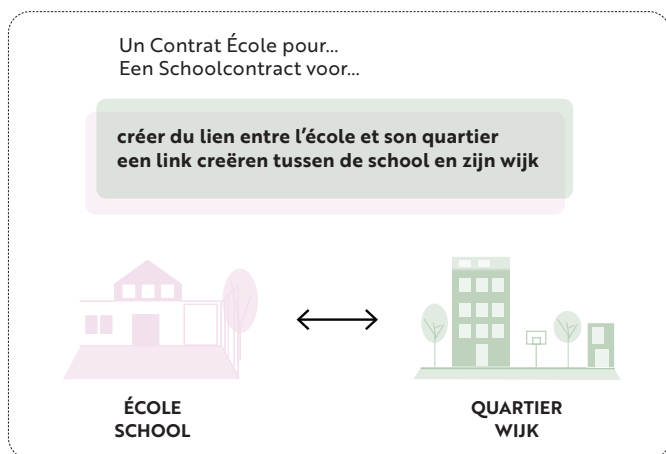 Un Contrat École pour...
Een Schoolcontract voor...
créer du lien entre l’école et son quartier
een link creëren tussen de school en zijn wijk
ÉCOLE
SCHOOL
QUARTIER
WIJK